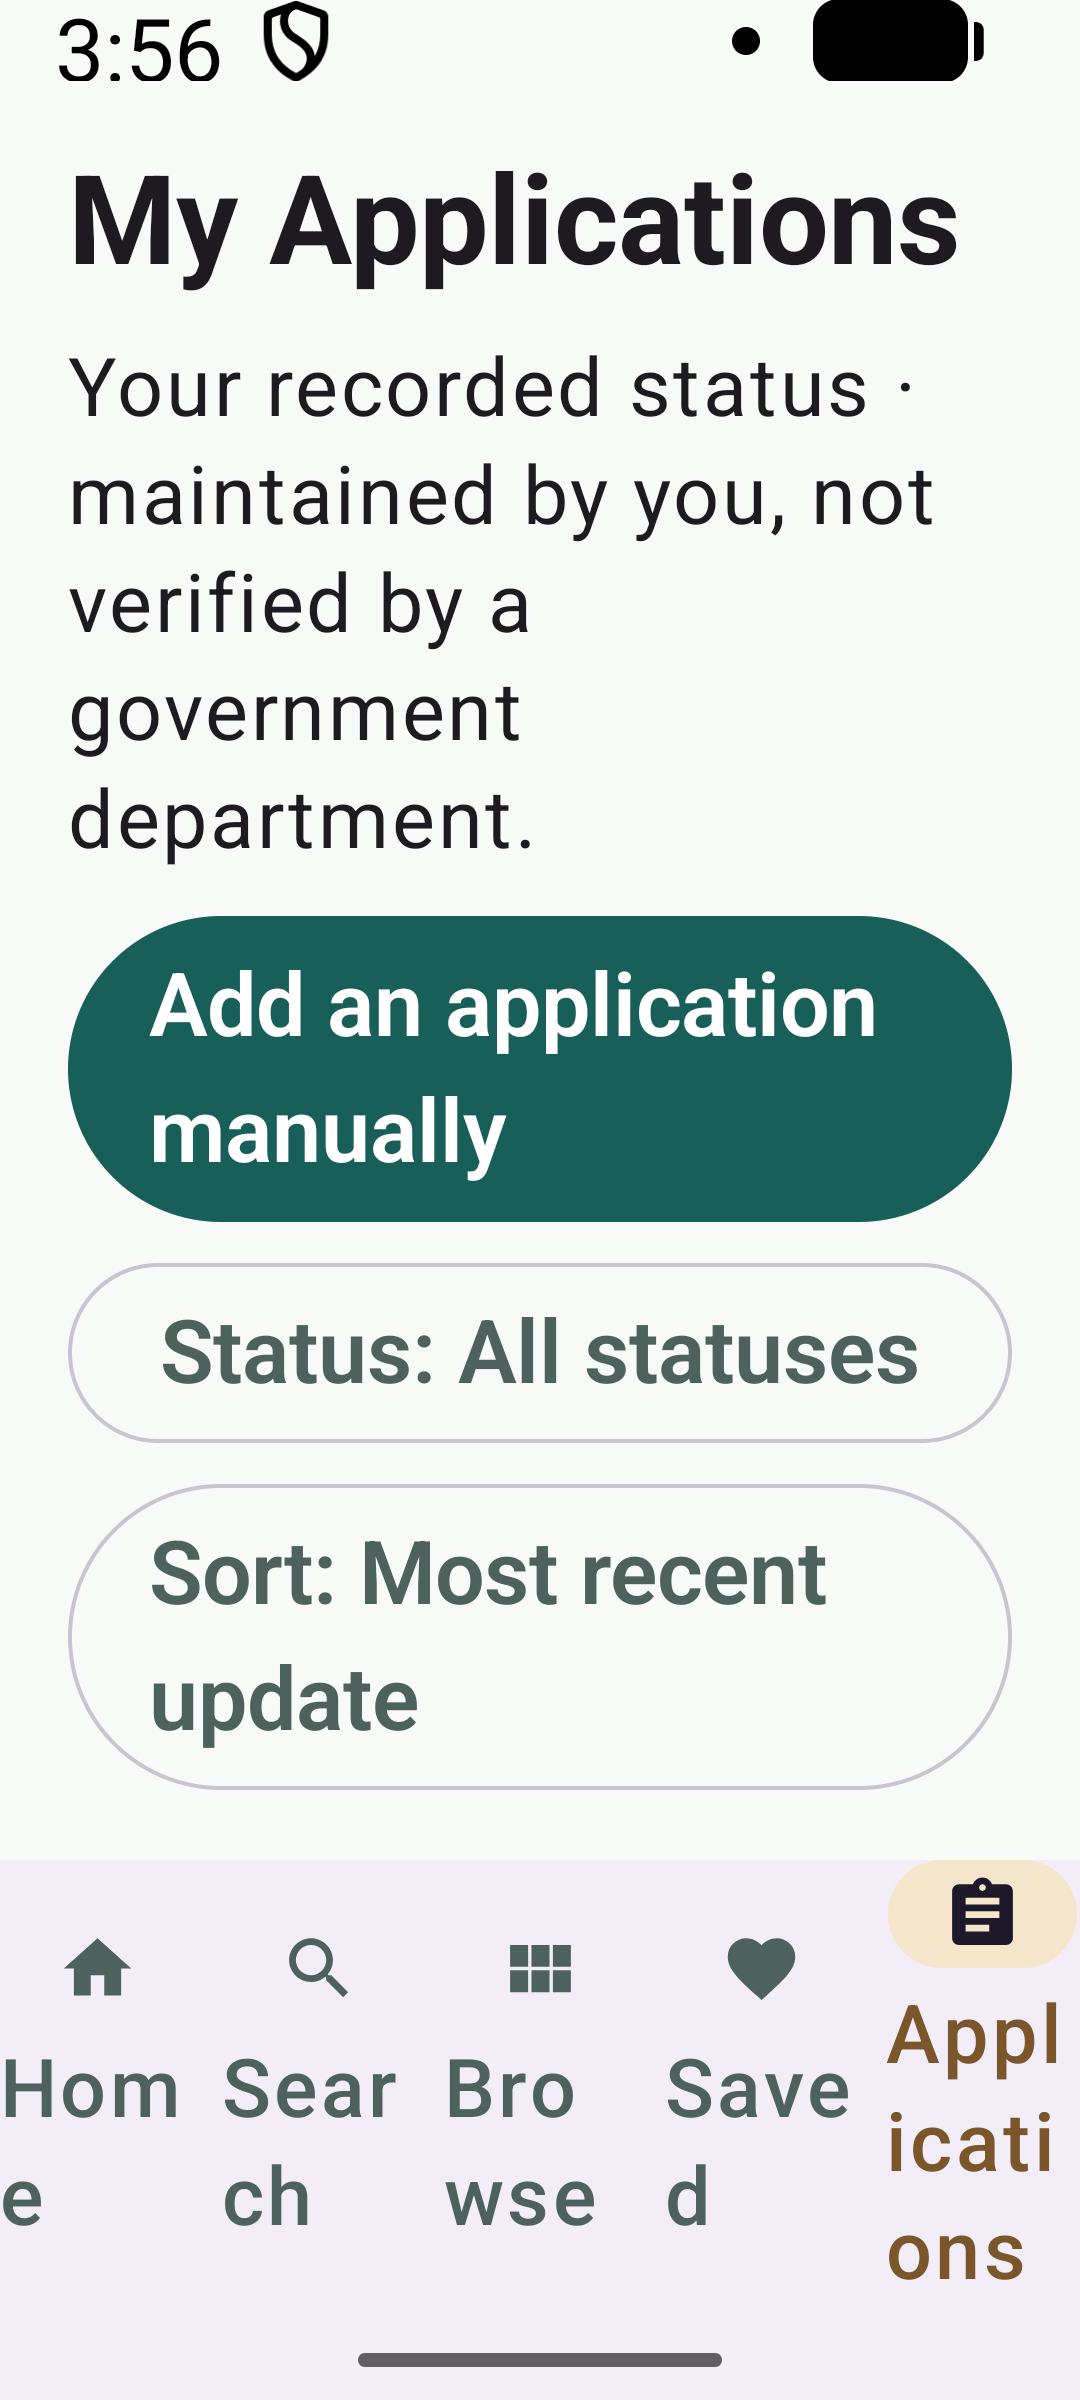 3:56
My Applications
Your recorded status ·
maintained by you, not
verified by a
government
department.
Add an application
manually
Status: All statuses
Sort: Most recent
update
Hom
e
Sear
ch
Bro
wse
Save
d
Appl
icati
ons